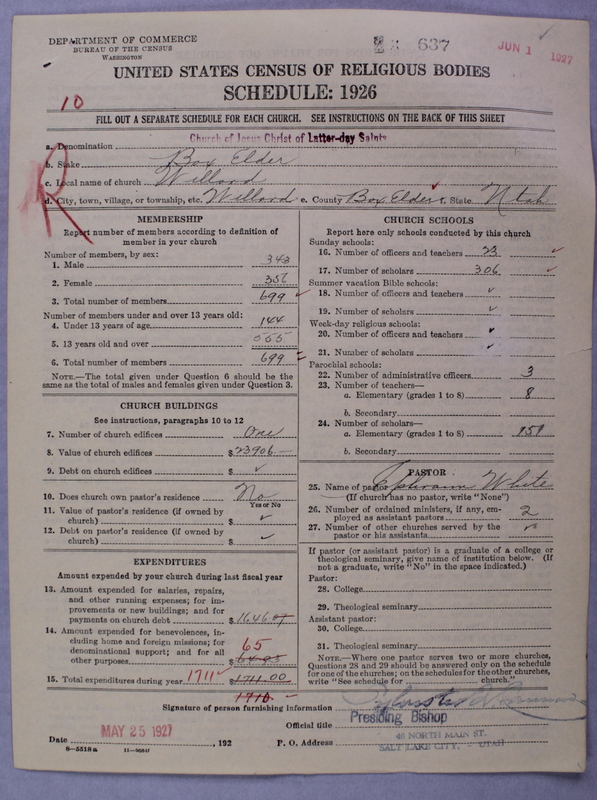 DEPARTMENT OF COMMERCE
BUREAU OF THE CENSUS
WASHINGTON
637
JUN 1 1927
UNITED STATES CENSUS OF RELIGIOUS BODIES
SCHEDULE: 1926
10
FILL OUT A SEPARATE SCHEDULE FOR EACH CHURCH. SEE INSTRUCTIONS ON THE BACK OF THIS SHEET
Church of Jesus Christ of Latter-day Saints
a. Denomination
b. Stake Box Elder
c. Local name of church Willard
d. City, town, village, or township, etc. Willard e. County Box Elder f. State Utah
R
MEMBERSHIP
Report number of members according to definition of
member in your church
Number of members, by sex:
1. Male 343
2. Female 356
3. Total number of members 699
Number of members under and over 13 years old:
4. Under 13 years of age 144
5. 13 years old and over 555
6. Total number of members 699
NOTE.—The total given under Question 6 should be the
same as the total of males and females given under Question 3.
CHURCH BUILDINGS
See instructions, paragraphs 10 to 12
7. Number of church edifices One
8. Value of church edifices $23906.—
9. Debt on church edifices $ ✓
10. Does church own pastor's residence No
Yes or No
11. Value of pastor's residence (if owned by
church) $ ✓
12. Debt on pastor's residence (if owned by
church) $ ✓
EXPENDITURES
Amount expended by your church during last fiscal year
13. Amount expended for salaries, repairs,
and other running expenses; for im-
provements or new buildings; and for
payments on church debt $1646.07
14. Amount expended for benevolences, in-
cluding home and foreign missions; for
denominational support; and for all
other purposes 65
$
15. Total expenditures during year 1711 $1711.00
1710
CHURCH SCHOOLS
Report here only schools conducted by this church
Sunday schools:
16. Number of officers and teachers 23
17. Number of scholars 306
Summer vacation Bible schools:
18. Number of officers and teachers ✓
19. Number of scholars ✓
Week-day religious schools:
20. Number of officers and teachers ✓
21. Number of scholars ✓
Parochial schools:
22. Number of administrative officers 3
23. Number of teachers—
a. Elementary (grades 1 to 8) 8
b. Secondary
24. Number of scholars—
a. Elementary (grades 1 to 8) 159
b. Secondary
PASTOR
25. Name of pastor Ephraim White
(If church has no pastor, write "None")
26. Number of ordained ministers, if any, em-
ployed as assistant pastors 2
27. Number of other churches served by the
pastor or his assistants
If pastor (or assistant pastor) is a graduate of a college or
theological seminary, give name of institution below. (If
not a graduate, write "No" in the space indicated.)
Pastor:
28. College
29. Theological seminary
Assistant pastor:
30. College
31. Theological seminary
NOTE.—Where one pastor serves two or more churches,
Questions 28 and 29 should be answered only on the schedule
for one of the churches; on the schedules for the other churches,
write "See schedule for church."
Signature of person furnishing information
Official title Presiding Bishop
Date MAY 25 1927, 192 P. O. Address 40 NORTH MAIN ST.
SALT LAKE CITY, UTAH
8—5518a